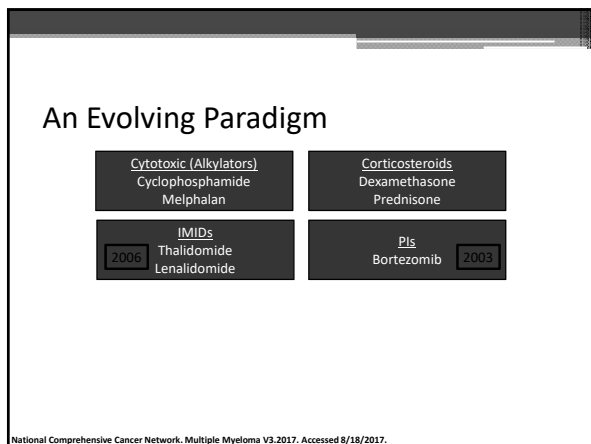 An Evolving Paradigm
Cytotoxic (Alkylators)
Cyclophosphamide
Melphalan
Corticosteroids
Dexamethasone
Prednisone
IMIDs
Thalidomide
Lenalidomide
2006
PIs
Bortezomib
2003
National Comprehensive Cancer Network. Multiple Myeloma V3.2017. Accessed 8/18/2017.